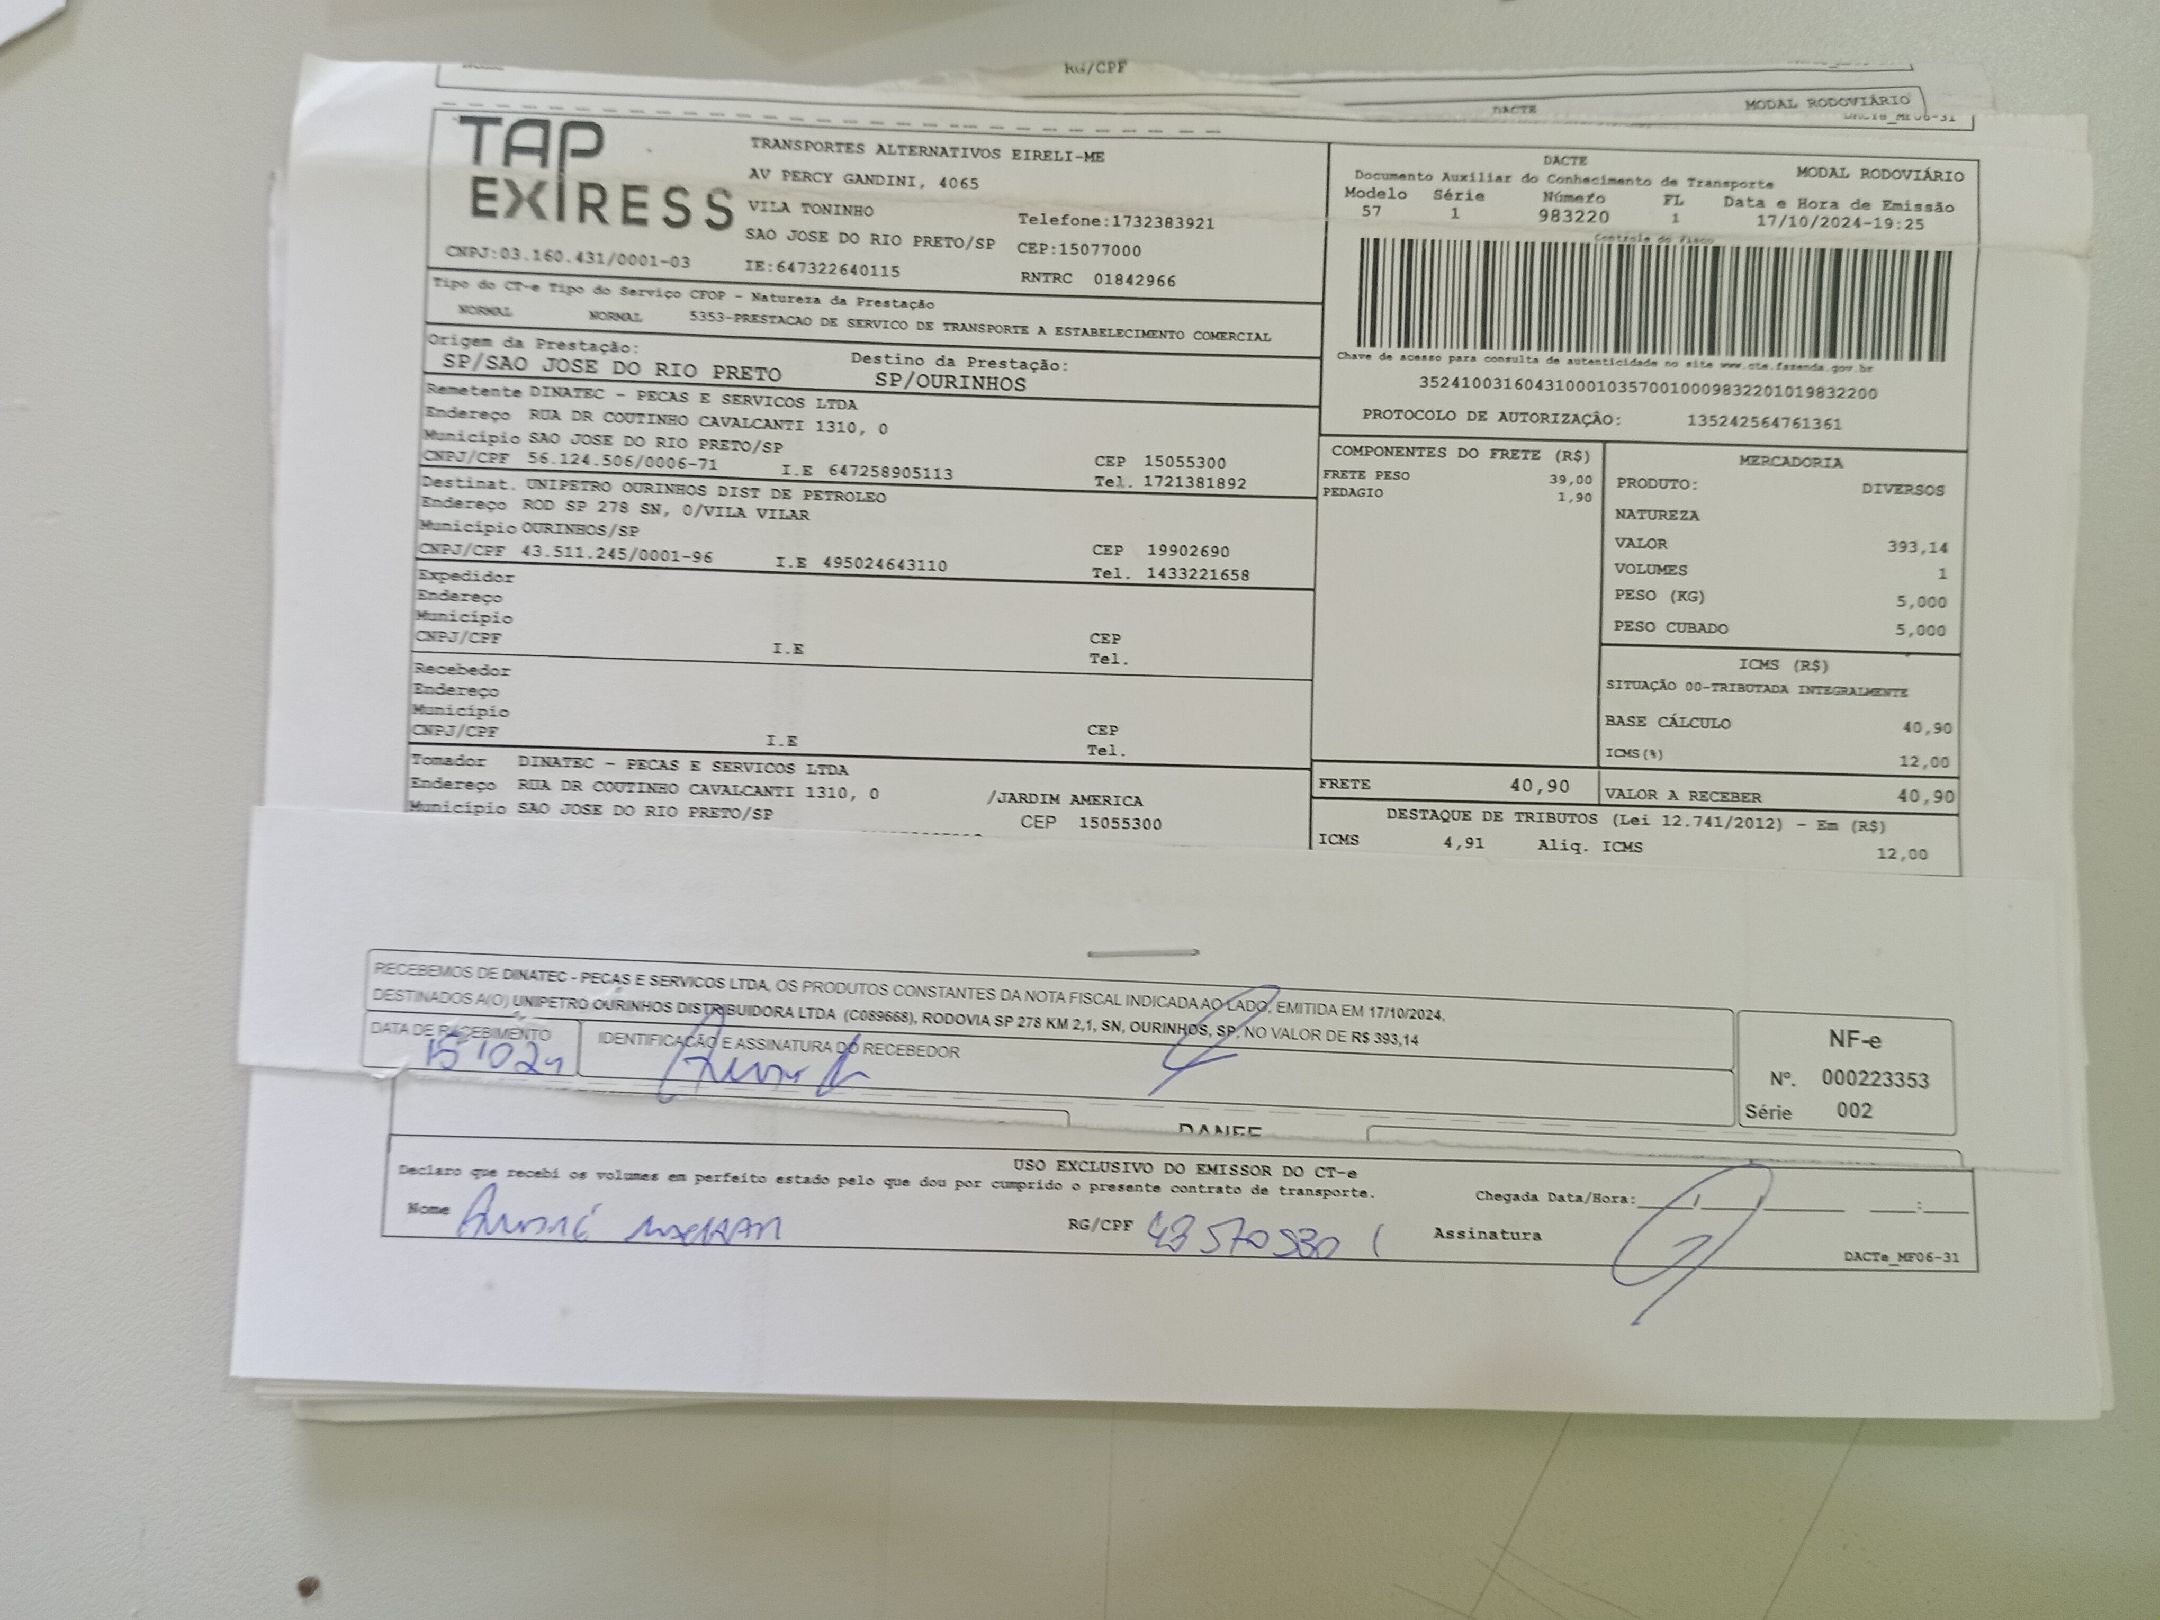 RG/CPF
DACTE MODAL RODOVIÁRIO
TAP
EXPRESS
TRANSPORTES ALTERNATIVOS EIRELI-ME
AV PERCY GANDINI, 4065
VILA TONINHO
Telefone:1732383921
SAO JOSE DO RIO PRETO/SP CEP:15077000
CNPJ:03.160.431/0001-03 IE:647322640115 RNTRC 01842966
DACTE MODAL RODOVIÁRIO
Documento Auxiliar do Conhecimento de Transporte
Modelo Série Número FL Data e Hora de Emissão
57 1 983220 1 17/10/2024-19:25
Controle do Fisco
Chave de acesso para consulta de autenticidade no site www.cte.fazenda.gov.br
35241003160431000103570010009832201019832200
PROTOCOLO DE AUTORIZAÇÃO: 135242564761361
Tipo do CT-e Tipo do Serviço CFOP - Natureza da Prestação
NORMAL NORMAL 5353-PRESTACAO DE SERVICO DE TRANSPORTE A ESTABELECIMENTO COMERCIAL
Origem da Prestação: Destino da Prestação:
SP/SAO JOSE DO RIO PRETO SP/OURINHOS
Remetente DINATEC - PECAS E SERVICOS LTDA
Endereço RUA DR COUTINHO CAVALCANTI 1310, 0
Município SAO JOSE DO RIO PRETO/SP CEP 15055300
CNPJ/CPF 56.124.506/0006-71 I.E 647258905113 Tel. 1721381892
Destinat. UNIPETRO OURINHOS DIST DE PETROLEO
Endereço ROD SP 278 SN, 0/VILA VILAR
Município OURINHOS/SP CEP 19902690
CNPJ/CPF 43.511.245/0001-96 I.E 495024643110 Tel. 1433221658
Expedidor
Endereço
Município CEP
CNPJ/CPF I.E Tel.
Recebedor
Endereço
Município CEP
CNPJ/CPF I.E Tel.
Tomador DINATEC - PECAS E SERVICOS LTDA
Endereço RUA DR COUTINHO CAVALCANTI 1310, 0 /JARDIM AMERICA
Município SAO JOSE DO RIO PRETO/SP CEP 15055300
COMPONENTES DO FRETE (R$)
FRETE PESO 39,00
PEDAGIO 1,90
MERCADORIA
PRODUTO: DIVERSOS
NATUREZA
VALOR 393,14
VOLUMES 1
PESO (KG) 5,000
PESO CUBADO 5,000
ICMS (R$)
SITUAÇÃO 00-TRIBUTADA INTEGRALMENTE
BASE CÁLCULO 40,90
ICMS(%) 12,00
FRETE 40,90 VALOR A RECEBER 40,90
DESTAQUE DE TRIBUTOS (Lei 12.741/2012) - Em (R$)
ICMS 4,91 Aliq. ICMS 12,00
RECEBEMOS DE DINATEC - PECAS E SERVICOS LTDA, OS PRODUTOS CONSTANTES DA NOTA FISCAL INDICADA AO LADO, EMITIDA EM 17/10/2024,
DESTINADOS A(O) UNIPETRO OURINHOS DISTRIBUIDORA LTDA (C089668), RODOVIA SP 278 KM 2,1, SN, OURINHOS, SP, NO VALOR DE R$ 393,14
DATA DE RECEBIMENTO IDENTIFICAÇÃO E ASSINATURA DO RECEBEDOR
NF-e
Nº. 000223353
Série 002
DANFE
USO EXCLUSIVO DO EMISSOR DO CT-e
Declaro que recebi os volumes em perfeito estado pelo que dou por cumprido o presente contrato de transporte.
Chegada Data/Hora:____/____/____ ____:____
Nome André RG/CPF 43 570530 1 Assinatura
DACTe_MF06-31